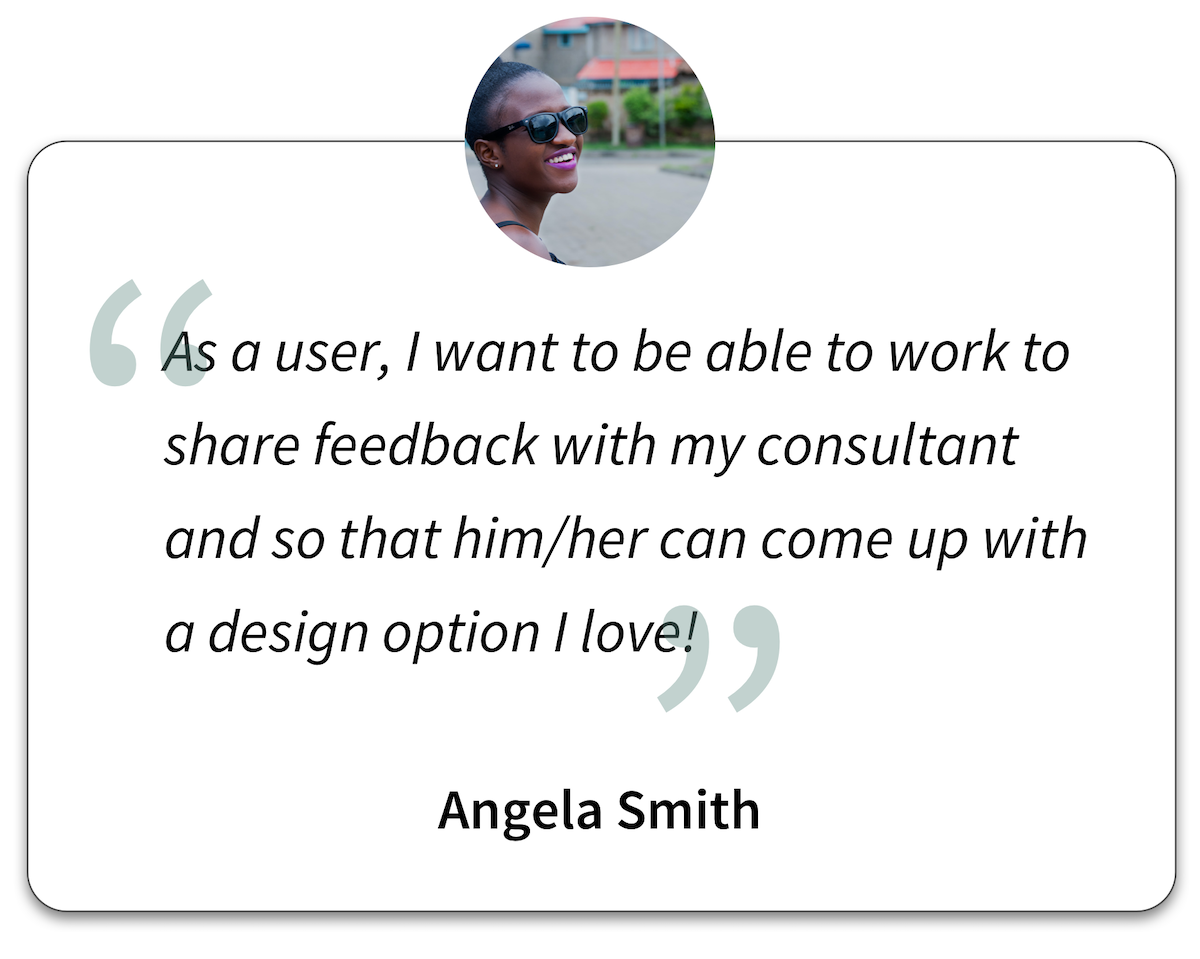 “As a user, I want to be able to work to
share feedback with my consultant
and so that him/her can come up with
a design option I love!”
Angela Smith